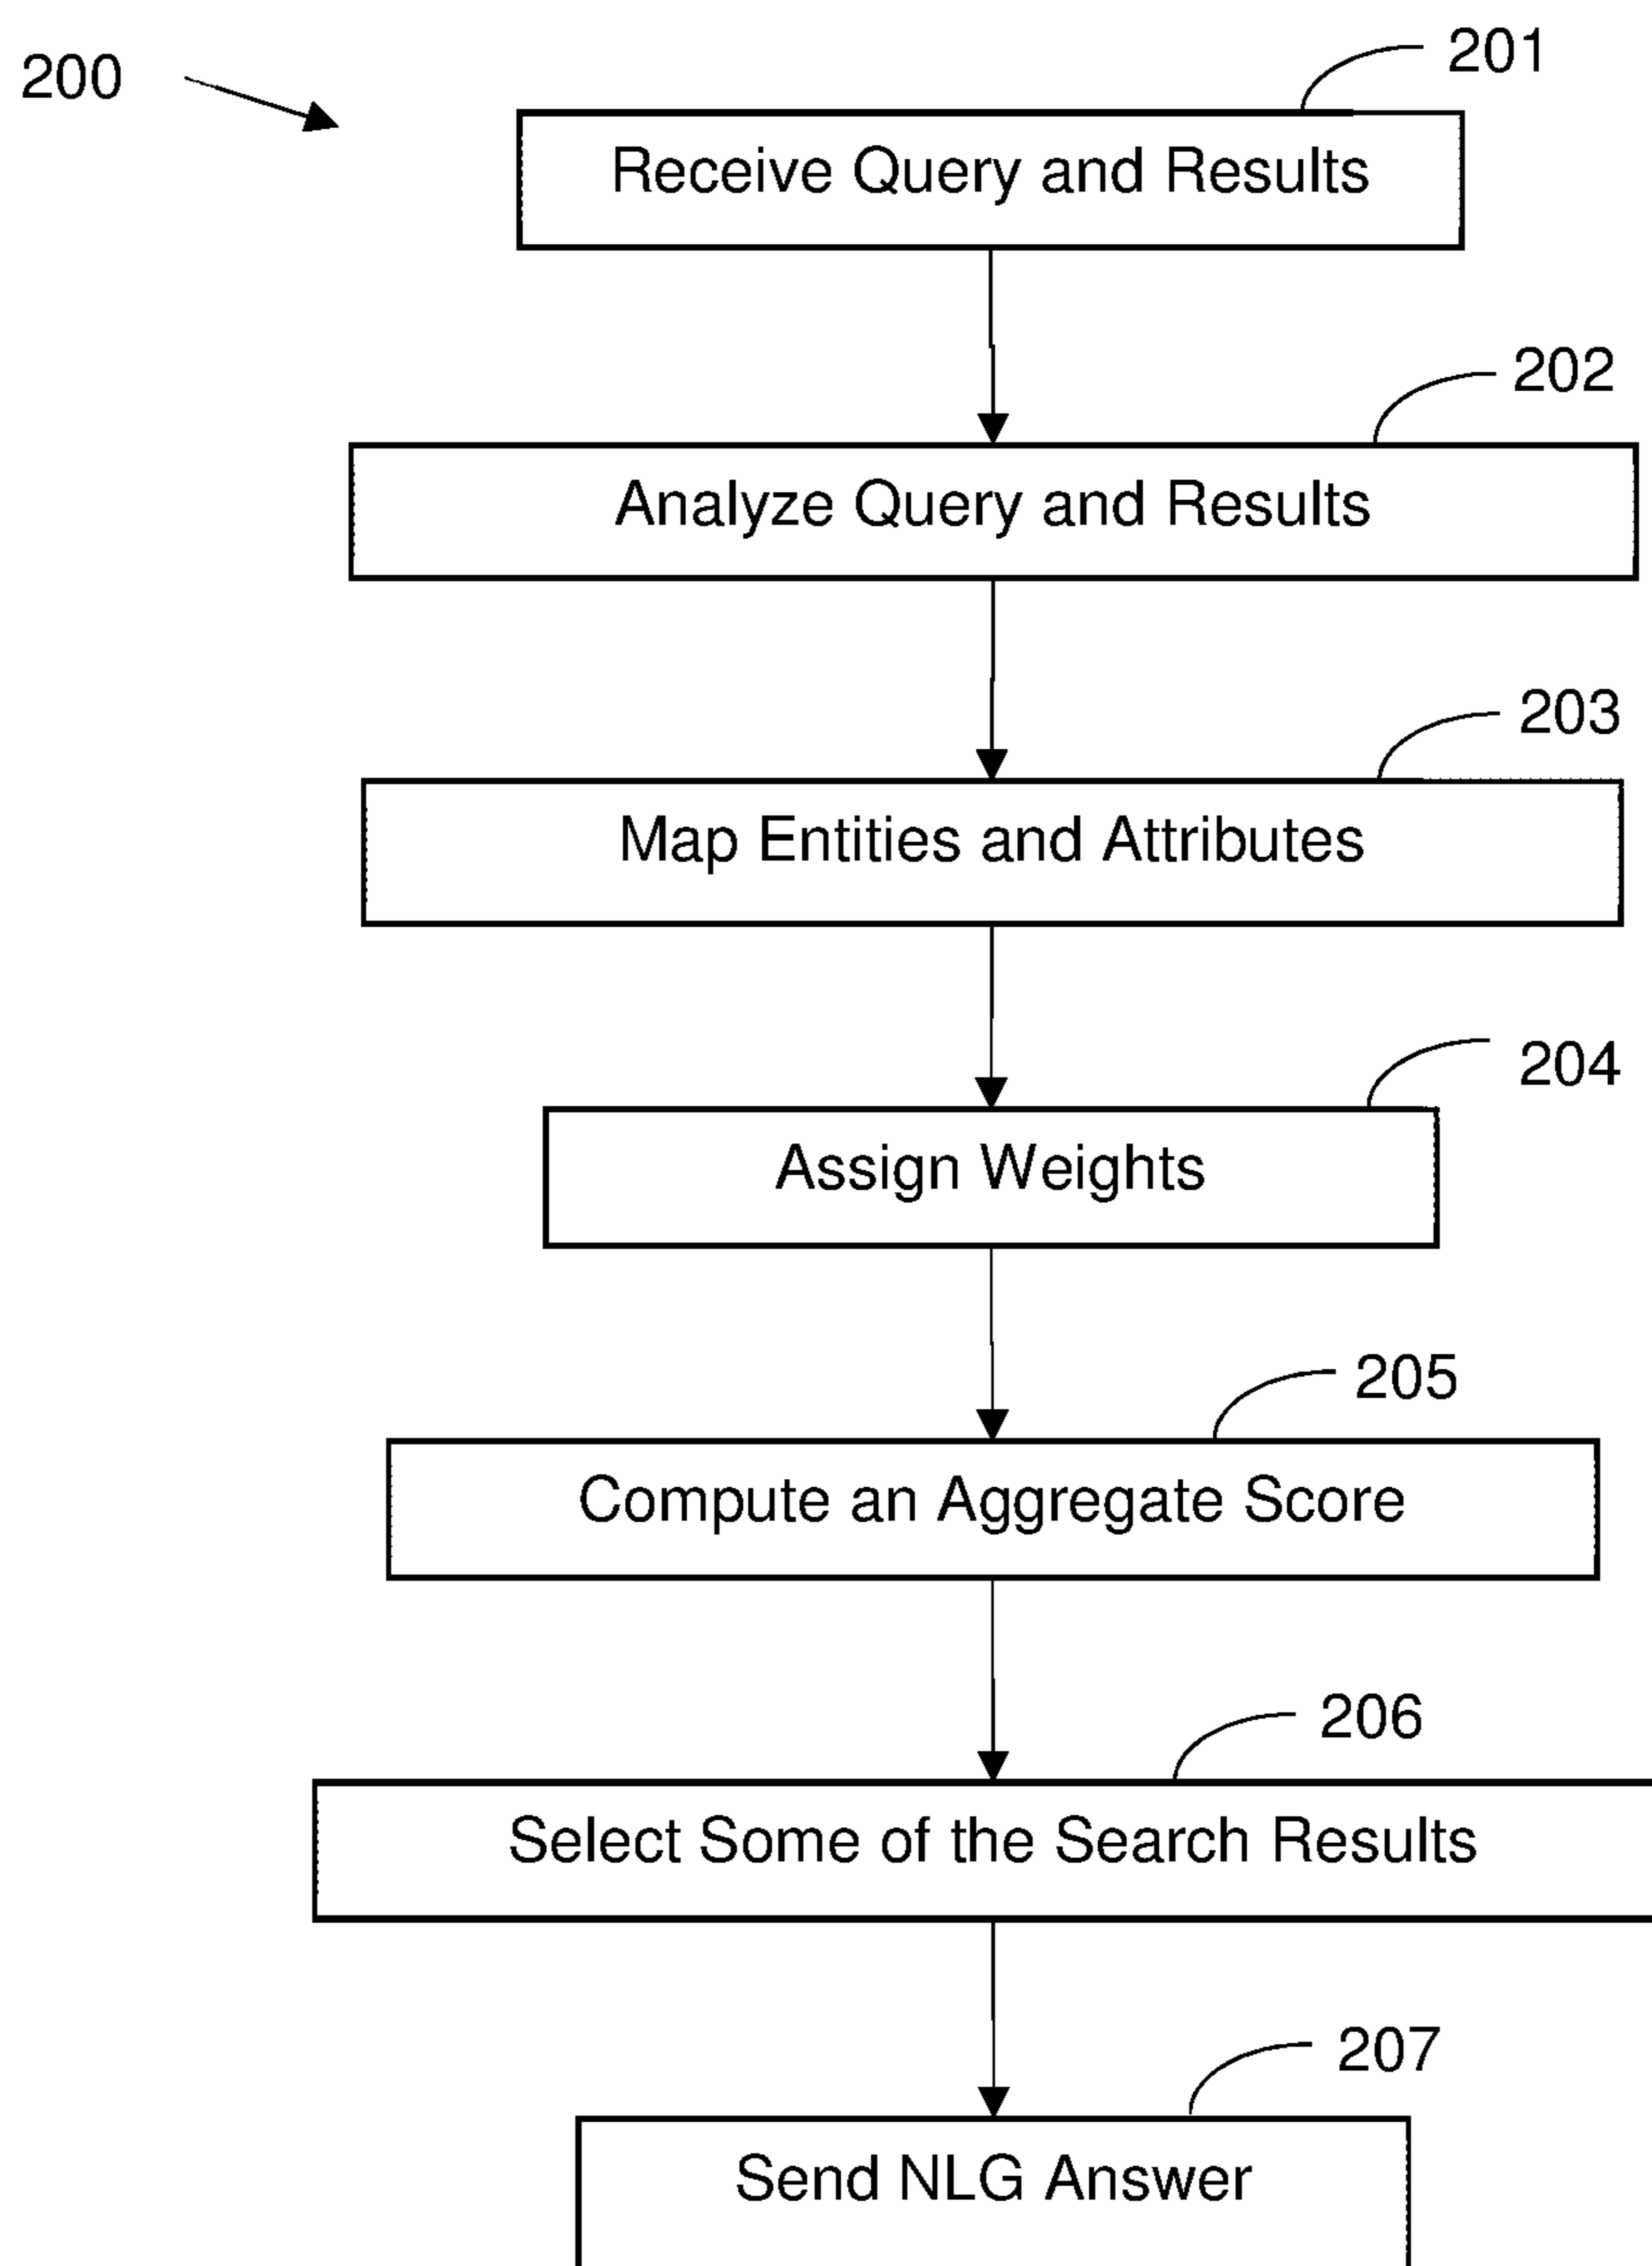 200
201
Receive Query and Results
202
Analyze Query and Results
203
Map Entities and Attributes
204
Assign Weights
205
Compute an Aggregate Score
206
Select Some of the Search Results
207
Send NLG Answer